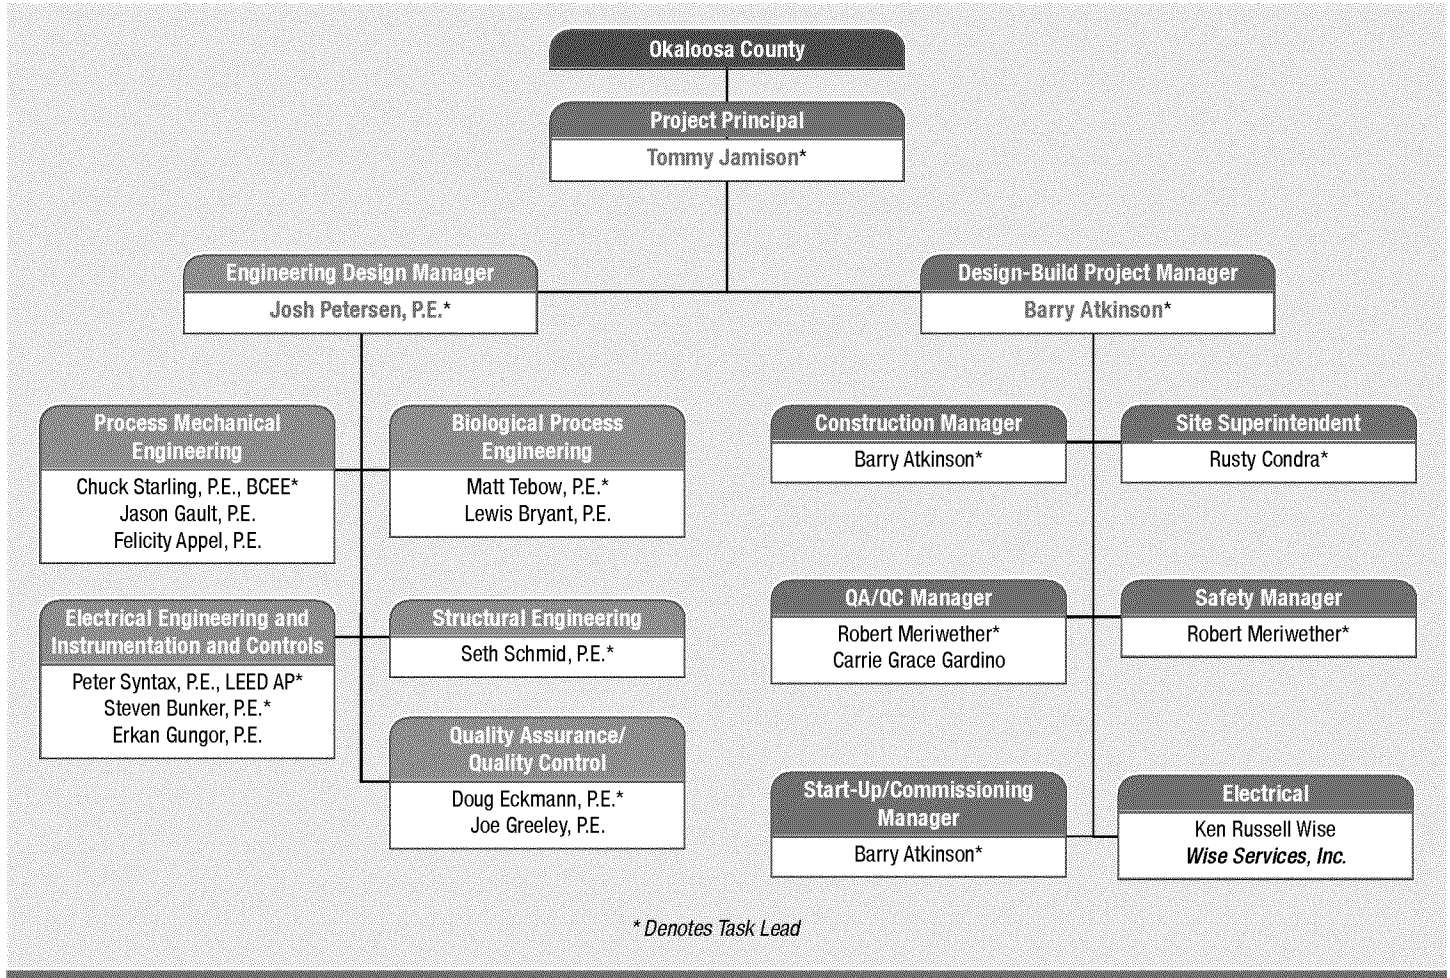 Okaloosa County
Project Principal
Tommy Jamison*
Engineering Design Manager
Josh Petersen, P.E.*
Design-Build Project Manager
Barry Atkinson*
Process Mechanical
Engineering
Chuck Starling, P.E., BCEE*
Jason Gault, P.E.
Felicity Appel, P.E.
Biological Process
Engineering
Matt Tebow, P.E.*
Lewis Bryant, P.E.
Construction Manager
Barry Atkinson*
Site Superintendent
Rusty Condra*
Electrical Engineering and
Instrumentation and Controls
Peter Syntax, P.E., LEED AP*
Steven Bunker, P.E.*
Erkan Gungor, P.E.
Structural Engineering
Seth Schmid, P.E.*
QA/QC Manager
Robert Meriwether*
Carrie Grace Gardino
Safety Manager
Robert Meriwether*
Quality Assurance/
Quality Control
Doug Eckmann, P.E.*
Joe Greeley, P.E.
Start-Up/Commissioning
Manager
Barry Atkinson*
Electrical
Ken Russell Wise
Wise Services, Inc.
* Denotes Task Lead